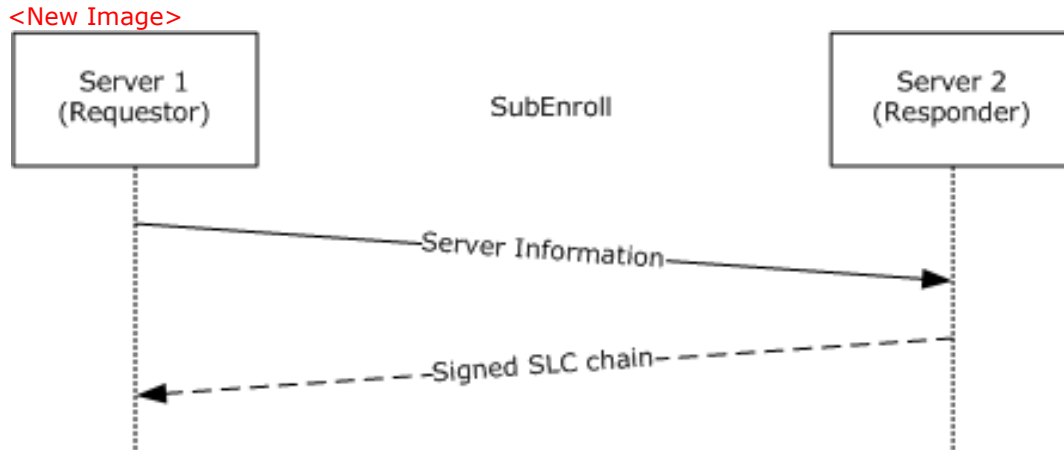 <New Image>
Server 1
(Requestor)
SubEnroll
Server 2
(Responder)
Server Information
Signed SLC chain